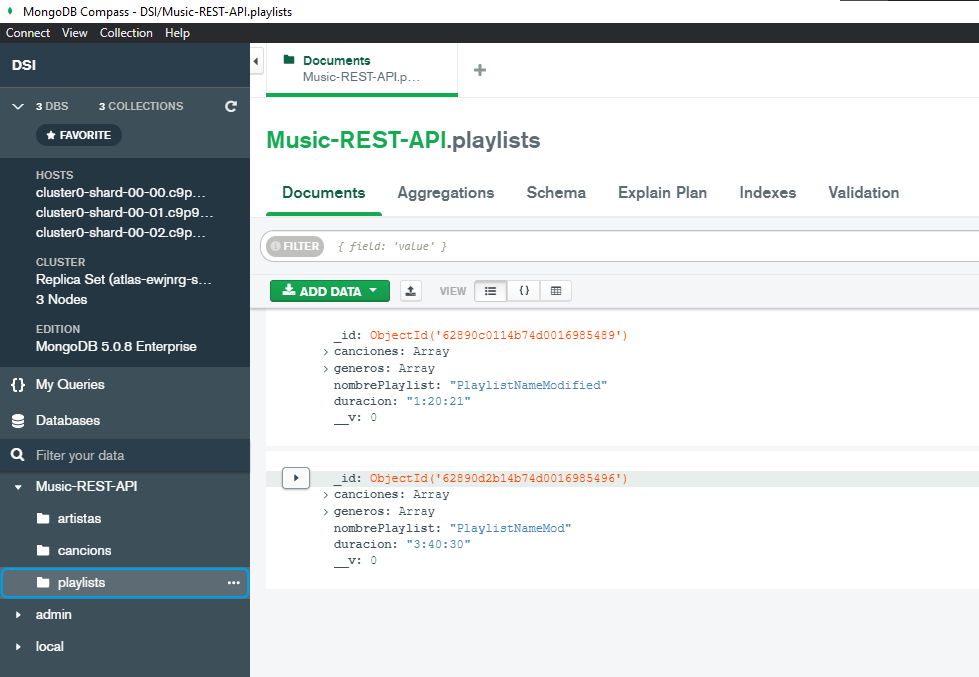 MongoDB Compass - DSI/Music-REST-API.playlists
Connect View Collection Help
DSI
3 DBS 3 COLLECTIONS
★ FAVORITE
HOSTS
cluster0-shard-00-00.c9p...
cluster0-shard-00-01.c9p9...
cluster0-shard-00-02.c9p...
CLUSTER
Replica Set (atlas-ewjnrg-s...
3 Nodes
EDITION
MongoDB 5.0.8 Enterprise
{} My Queries
Databases
Filter your data
Music-REST-API
artistas
cancions
playlists ...
admin
local
Documents
Music-REST-API.p...
+
Music-REST-API.playlists
Documents Aggregations Schema Explain Plan Indexes Validation
FILTER { field: 'value' }
ADD DATA VIEW {}
_id: ObjectId('62890c0114b74d0016985489')
> canciones: Array
> generos: Array
nombrePlaylist: "PlaylistNameModified"
duracion: "1:20:21"
__v: 0
_id: ObjectId('62890d2b14b74d0016985496')
> canciones: Array
> generos: Array
nombrePlaylist: "PlaylistNameMod"
duracion: "3:40:30"
__v: 0